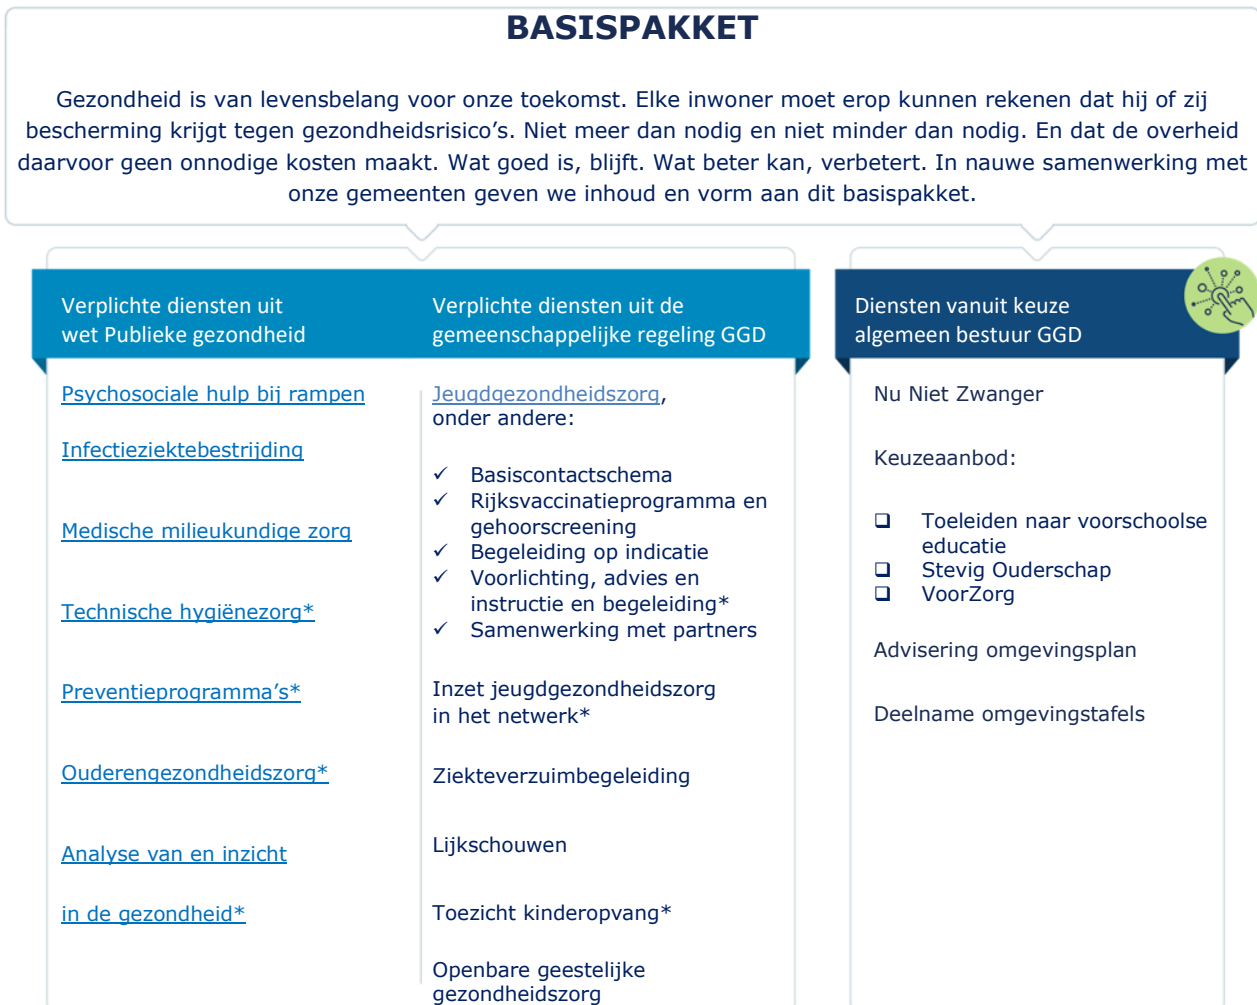 BASISPAKKET
Gezondheid is van levensbelang voor onze toekomst. Elke inwoner moet erop kunnen rekenen dat hij of zij
bescherming krijgt tegen gezondheidsrisico’s. Niet meer dan nodig en niet minder dan nodig. En dat de overheid
daarvoor geen onnodige kosten maakt. Wat goed is, blijft. Wat beter kan, verbetert. In nauwe samenwerking met
onze gemeenten geven we inhoud en vorm aan dit basispakket.
Verplichte diensten uit
wet Publieke gezondheid
Psychosociale hulp bij rampen
Infectieziektebestrijding
Medische milieukundige zorg
Technische hygiënezorg*
Preventieprogramma’s*
Ouderengezondheidszorg*
Analyse van en inzicht
in de gezondheid*
Verplichte diensten uit de
gemeenschappelijke regeling GGD
Jeugdgezondheidszorg,
onder andere:
✓ Basiscontactschema
✓ Rijksvaccinatieprogramma en
gehoorscreening
✓ Begeleiding op indicatie
✓ Voorlichting, advies en
instructie en begeleiding*
✓ Samenwerking met partners
Inzet jeugdgezondheidszorg
in het netwerk*
Ziekteverzuimbegeleiding
Lijkschouwen
Toezicht kinderopvang*
Openbare geestelijke
gezondheidszorg
Diensten vanuit keuze
algemeen bestuur GGD
Nu Niet Zwanger
Keuzeaanbod:
❑ Toeleiden naar voorschoolse
educatie
❑ Stevig Ouderschap
❑ VoorZorg
Advisering omgevingsplan
Deelname omgevingstafels